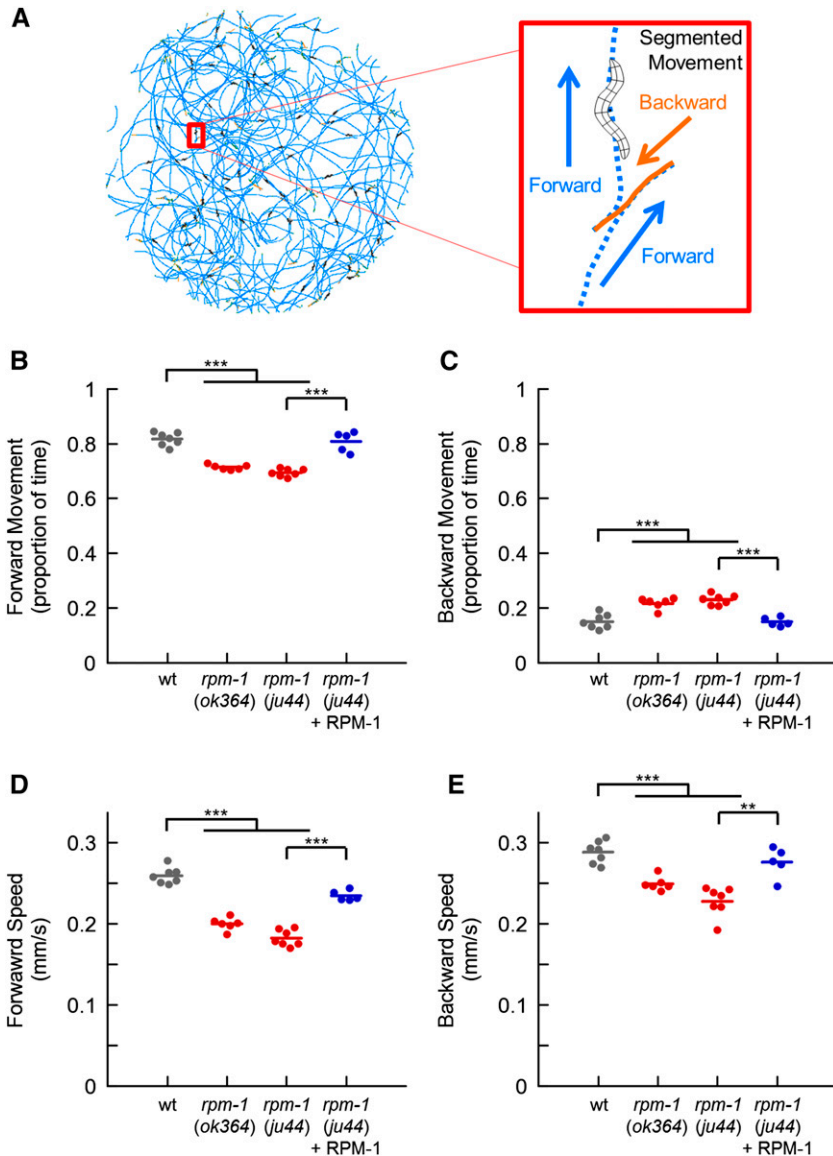 A
Segmented
Movement
Backward
Forward
Forward
B
***
***
1
0.8
0.6
0.4
0.2
0
Forward Movement
(proportion of time)
wt
rpm-1
(ok364)
rpm-1
(ju44)
rpm-1
(ju44)
+ RPM-1
C
***
***
1
0.8
0.6
0.4
0.2
0
Backward Movement
(proportion of time)
wt
rpm-1
(ok364)
rpm-1
(ju44)
rpm-1
(ju44)
+ RPM-1
D
***
***
0.3
0.2
0.1
0
Forwawrd Speed
(mm/s)
wt
rpm-1
(ok364)
rpm-1
(ju44)
rpm-1
(ju44)
+ RPM-1
E
***
**
0.3
0.2
0.1
0
Backward Speed
(mm/s)
wt
rpm-1
(ok364)
rpm-1
(ju44)
rpm-1
(ju44)
+ RPM-1